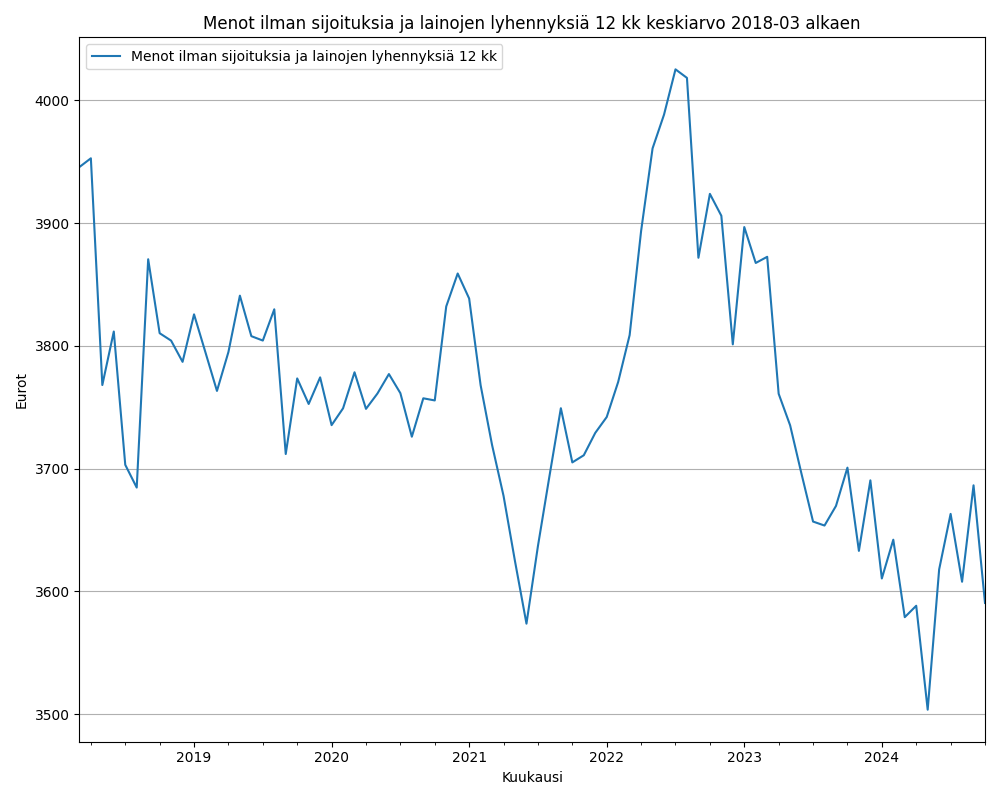 Menot ilman sijoituksia ja lainojen lyhennyksiä 12 kk keskiarvo 2018-03 alkaen
Menot ilman sijoituksia ja lainojen lyhennyksiä 12 kk
4000
3900
3800
3700
3600
3500
Eurot
2019 2020 2021 2022 2023 2024
Kuukausi